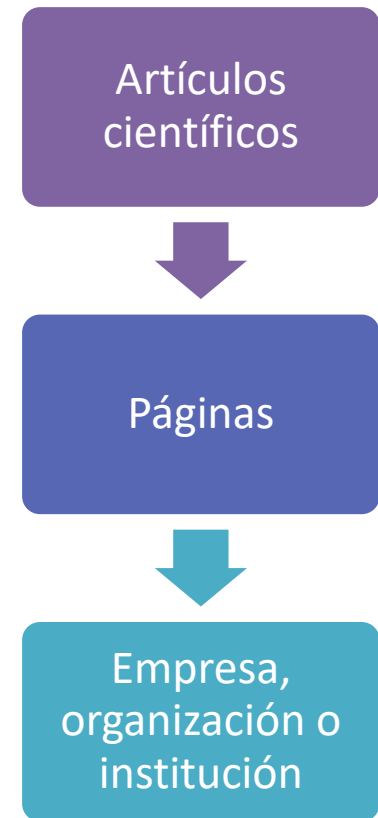 Artículos
científicos
Páginas
Empresa,
organización o
institución